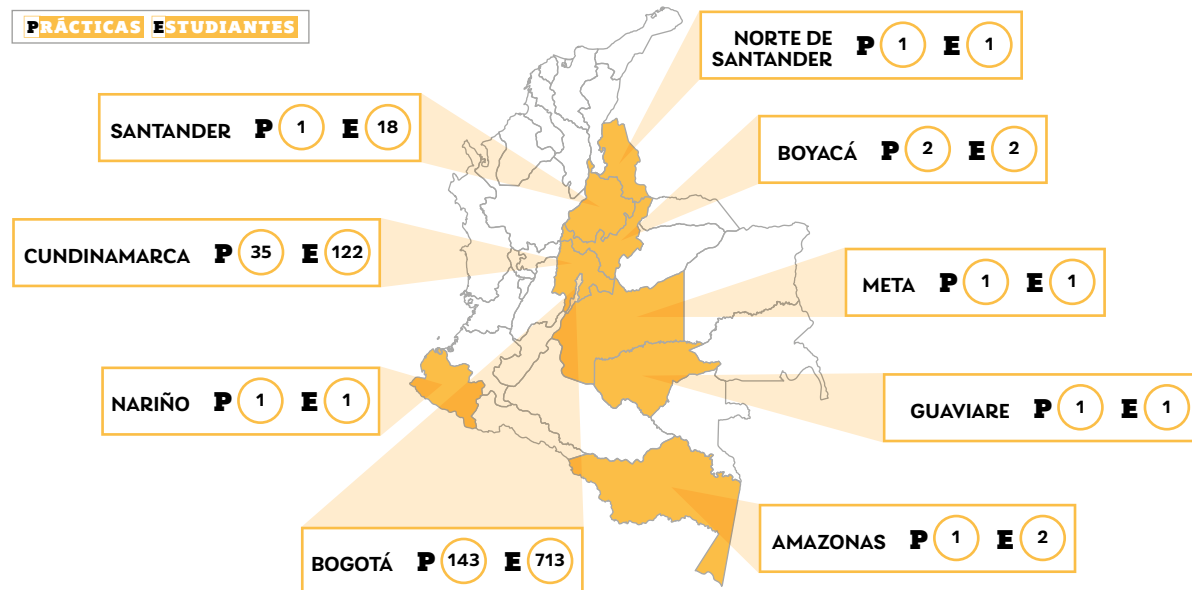 PRÁCTICAS ESTUDIANTES
NORTE DE
SANTANDER P 1 E 1
SANTANDER P 1 E 18
BOYACÁ P 2 E 2
CUNDINAMARCA P 35 E 122
META P 1 E 1
NARIÑO P 1 E 1
GUAVIARE P 1 E 1
BOGOTÁ P 143 E 713
AMAZONAS P 1 E 2